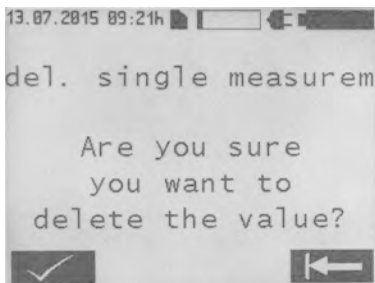 13.07.2015 09:21h
del. single measurem
Are you sure
you want to
delete the value?